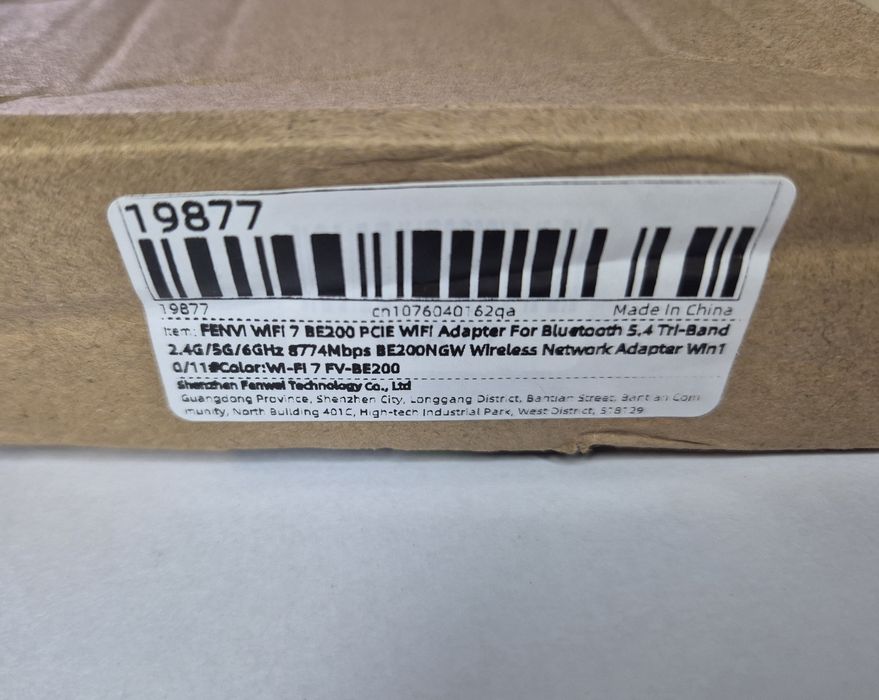 19877
19877 cn1076040162qa Made In China
Item: FENVI WiFi 7 BE200 PCIE WiFi Adapter For Bluetooth 5.4 Tri-Band
2.4G/5G/6GHz 8774Mbps BE200NGW Wireless Network Adapter Win1
0/11#Color:Wi-Fi 7 FV-BE200
Shenzhen Fenwei Technology Co., Ltd
Guangdong Province, Shenzhen City, Longgang District, Bantian Street, Bantian Com
munity, North Building 401C, High-tech Industrial Park, West District, 518129